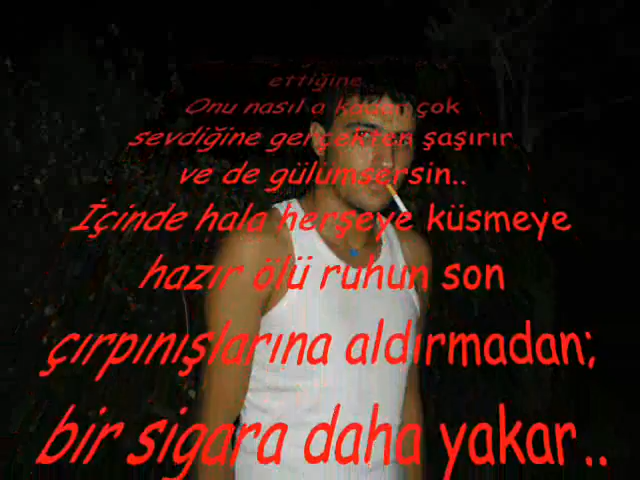 ettiğine..
Onu nasıl a kadar çok
sevdiğine gerçekten şaşırır
ve de gülümsersin..
İçinde hala herşeye küsmeye
hazır ölü ruhun son
çırpınışlarına aldırmadan;
bir sigara daha yakar..